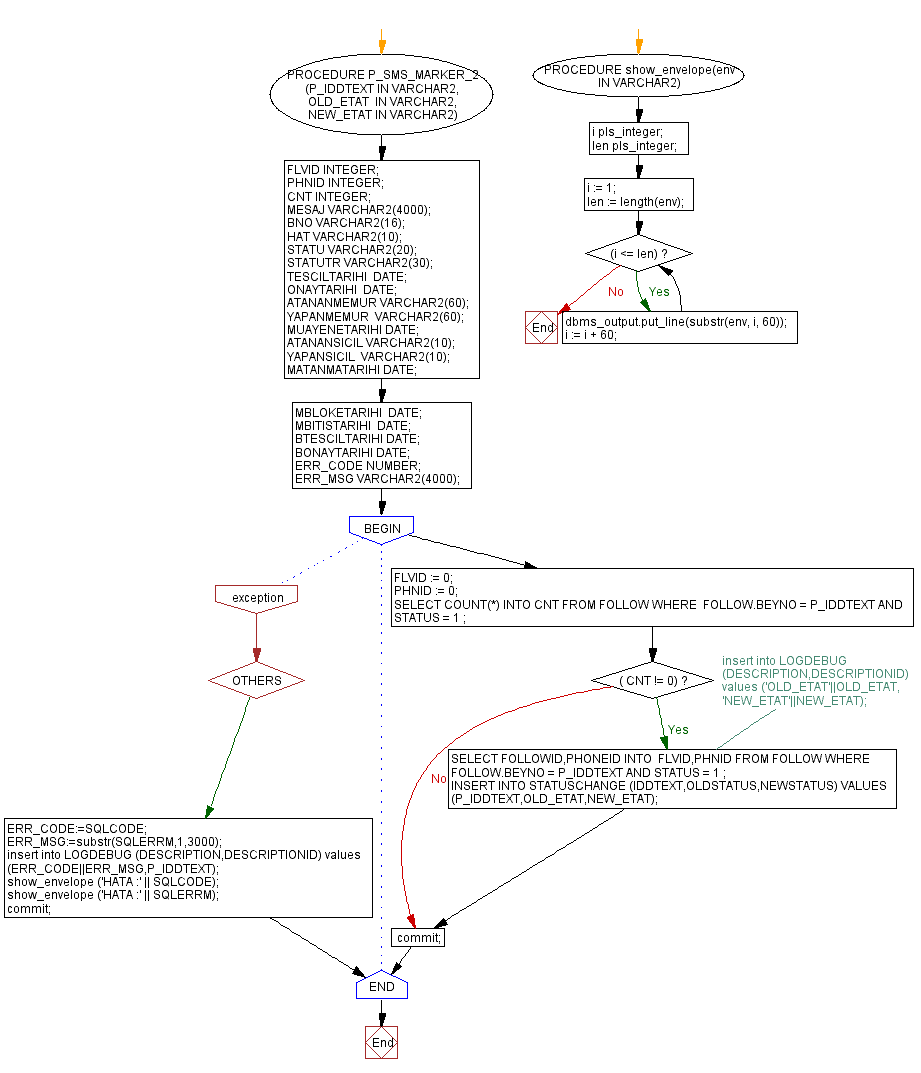 PROCEDURE P_SMS_MARKER_2
(P_IDDTEXT IN VARCHAR2,
OLD_ETAT  IN VARCHAR2,
NEW_ETAT IN VARCHAR2)
FLVID INTEGER;
PHNID INTEGER;
CNT INTEGER;
MESAJ VARCHAR2(4000);
BNO VARCHAR2(16);
HAT VARCHAR2(10);
STATU VARCHAR2(20);
STATUTR VARCHAR2(30);
TESCILTARIHI  DATE;
ONAYTARIHI  DATE;
ATANANMEMUR VARCHAR2(60);
YAPANMEMUR  VARCHAR2(60);
MUAYENETARIHI DATE;
ATANANSICIL VARCHAR2(10);
YAPANSICIL  VARCHAR2(10);
MATANMATARIHI DATE;
MBLOKETARIHI  DATE;
MBITISTARIHI  DATE;
BTESCILTARIHI DATE;
BONAYTARIHI DATE;
ERR_CODE NUMBER;
ERR_MSG VARCHAR2(4000);
BEGIN
exception
OTHERS
ERR_CODE:=SQLCODE;
ERR_MSG:=substr(SQLERRM,1,3000);
insert into LOGDEBUG (DESCRIPTION,DESCRIPTIONID) values
(ERR_CODE||ERR_MSG,P_IDDTEXT);
show_envelope ('HATA :' || SQLCODE);
show_envelope ('HATA :' || SQLERRM);
commit;
FLVID := 0;
PHNID := 0;
SELECT COUNT(*) INTO CNT FROM FOLLOW WHERE  FOLLOW.BEYNO = P_IDDTEXT AND
STATUS = 1 ;
( CNT != 0) ?
insert into LOGDEBUG
(DESCRIPTION,DESCRIPTIONID)
values ('OLD_ETAT'||OLD_ETAT,
'NEW_ETAT'||NEW_ETAT);
Yes
No
SELECT FOLLOWID,PHONEID INTO  FLVID,PHNID FROM FOLLOW WHERE
FOLLOW.BEYNO = P_IDDTEXT AND STATUS = 1 ;
INSERT INTO STATUSCHANGE (IDDTEXT,OLDSTATUS,NEWSTATUS) VALUES
(P_IDDTEXT,OLD_ETAT,NEW_ETAT);
commit;
END
End
PROCEDURE show_envelope(env
IN VARCHAR2)
i pls_integer;
len pls_integer;
i := 1;
len := length(env);
(i <= len) ?
No
Yes
End
dbms_output.put_line(substr(env, i, 60));
i := i + 60;